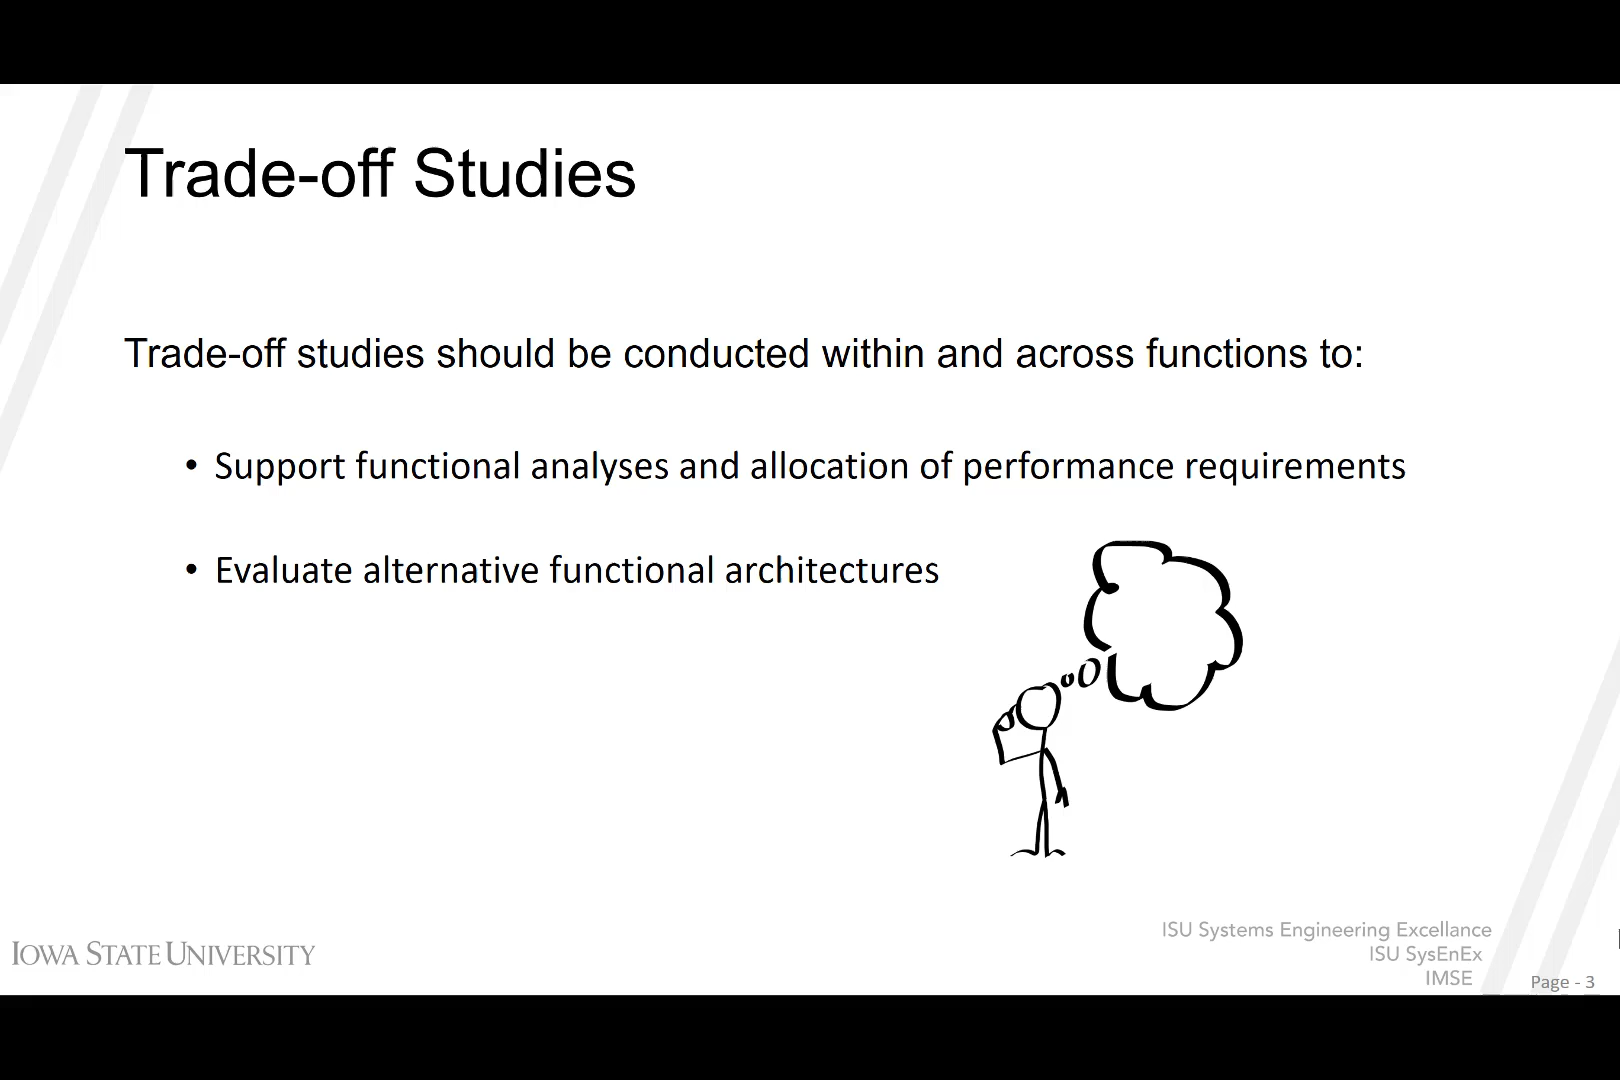 Trade-off Studies
Trade-off studies should be conducted within and across functions to:
• Support functional analyses and allocation of performance requirements
• Evaluate alternative functional architectures
IOWA STATE UNIVERSITY
ISU Systems Engineering Excellance
ISU SysEnEx
IMSE
Page - 3